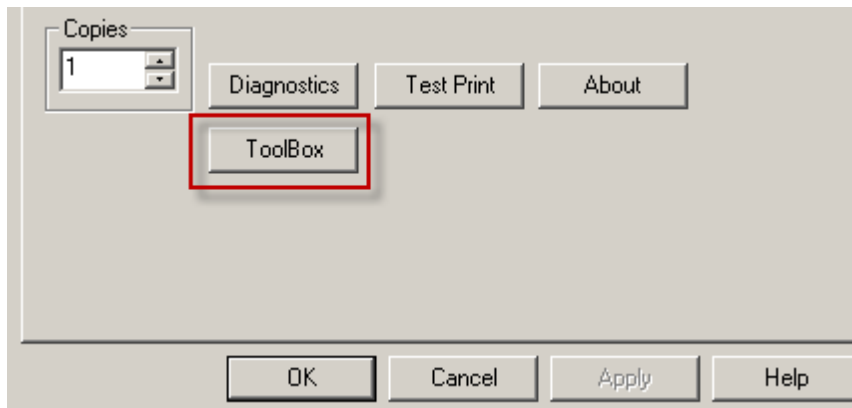 Copies
1
Diagnostics Test Print About
ToolBox
OK Cancel Apply Help